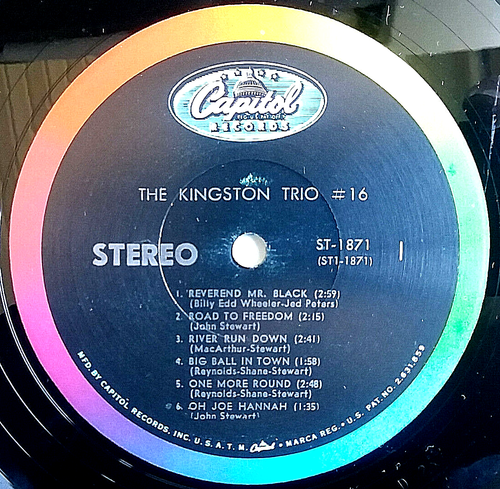 Capitol
REG. U.S. PAT. OFF.
RECORDS
THE KINGSTON TRIO #16
STEREO
ST-1871
(ST1-1871)
1
1. REVEREND MR. BLACK (2:59)
(Billy Edd Wheeler-Jed Peters)
2. ROAD TO FREEDOM (2:15)
(John Stewart)
3. RIVER RUN DOWN (2:41)
(MacArthur-Stewart)
4. BIG BALL IN TOWN (1:58)
(Reynolds-Shane-Stewart)
5. ONE MORE ROUND (2:48)
(Reynolds-Shane-Stewart)
6. OH JOE HANNAH (1:35)
(John Stewart)
MFD. BY CAPITOL RECORDS, INC. U.S.A. T.M. Capitol • MARCA REG. • U.S. PAT. NO. 2,631,859